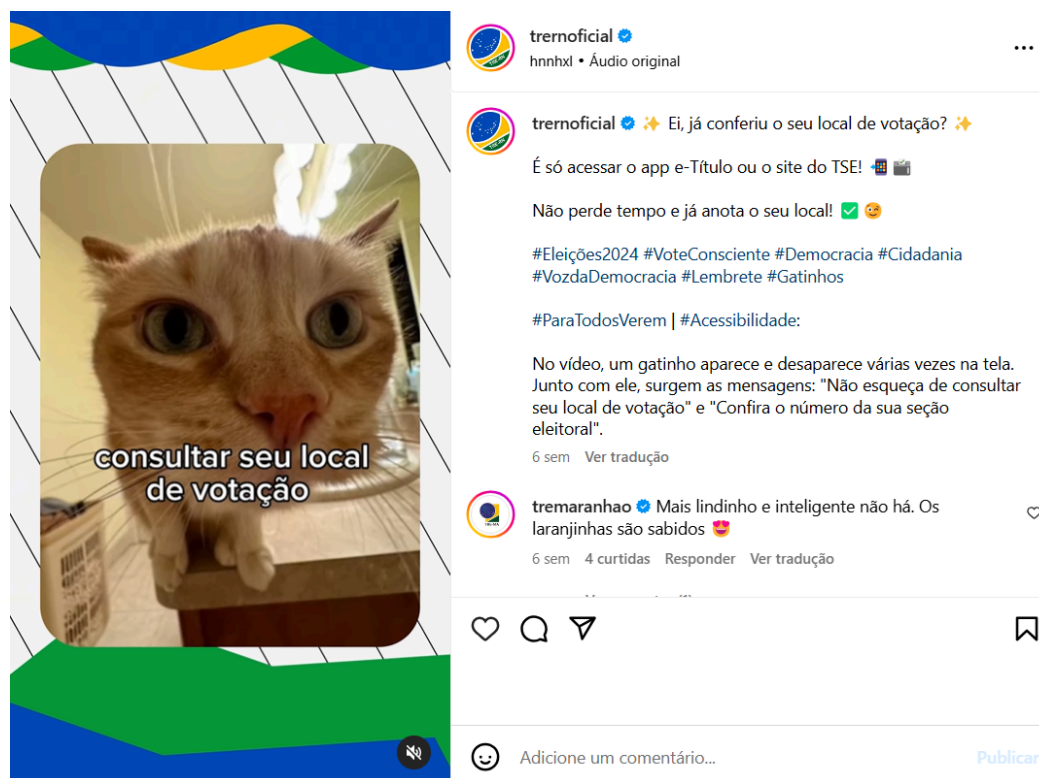 consultar seu local
de votação
trernoficial
hnnhxl • Áudio original
trernoficial ✨ Ei, já conferiu o seu local de votação? ✨
É só acessar o app e-Título ou o site do TSE! 📲 🗳️
Não perde tempo e já anota o seu local! ✅ 😉
#Eleições2024 #VoteConsciente #Democracia #Cidadania
#VozdaDemocracia #Lembrete #Gatinhos
#ParaTodosVerem | #Acessibilidade:
No vídeo, um gatinho aparece e desaparece várias vezes na tela.
Junto com ele, surgem as mensagens: "Não esqueça de consultar
seu local de votação" e "Confira o número da sua seção
eleitoral".
6 sem Ver tradução
tremaranhao Mais lindinho e inteligente não há. Os
laranjinhas são sabidos 😍
6 sem 4 curtidas Responder Ver tradução
Adicione um comentário...
Publicar